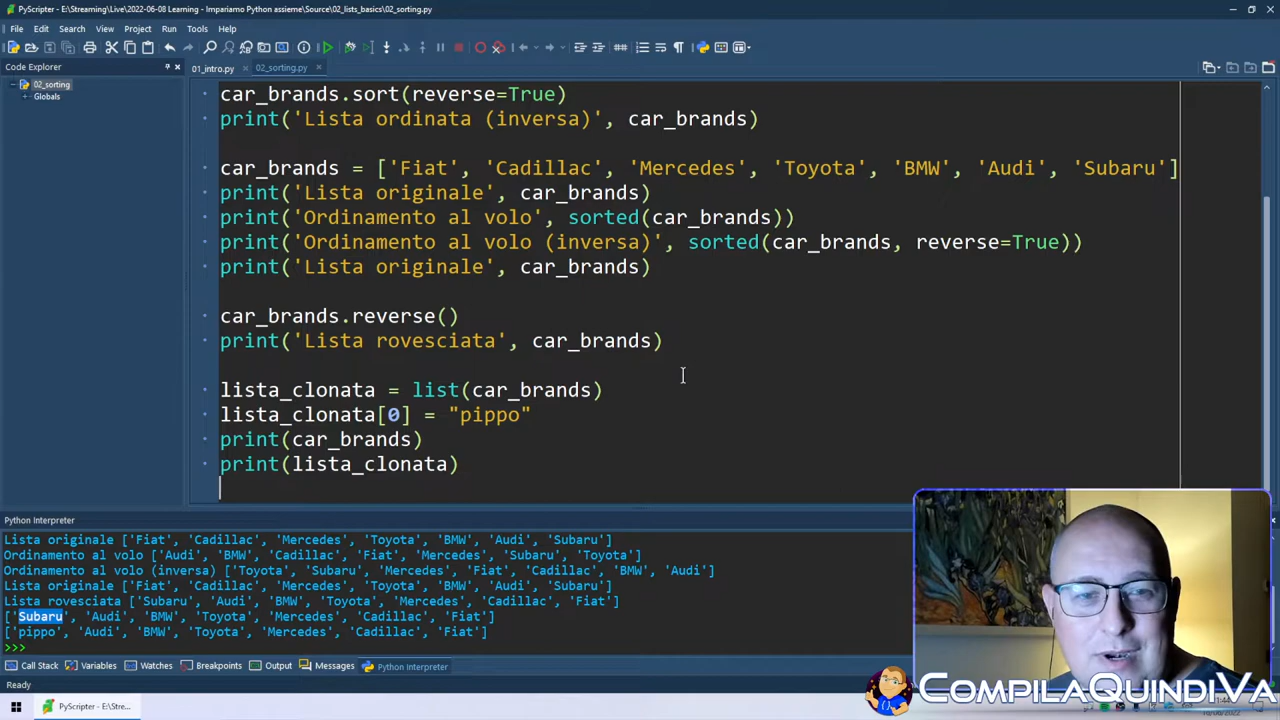 PyScripter - E:\Streaming\Live\2022-06-08 Learning - Impariamo Python assieme\Source\02_lists_basics\02_sorting.py
File Edit Search View Project Run Tools Help
Code Explorer
01_intro.py
02_sorting.py
02_sorting
Globals
car_brands.sort(reverse=True)
print('Lista ordinata (inversa)', car_brands)
car_brands = ['Fiat', 'Cadillac', 'Mercedes', 'Toyota', 'BMW', 'Audi', 'Subaru']
print('Lista originale', car_brands)
print('Ordinamento al volo', sorted(car_brands))
print('Ordinamento al volo (inversa)', sorted(car_brands, reverse=True))
print('Lista originale', car_brands)
car_brands.reverse()
print('Lista rovesciata', car_brands)
lista_clonata = list(car_brands)
lista_clonata[0] = "pippo"
print(car_brands)
print(lista_clonata)
Python Interpreter
Lista originale ['Fiat', 'Cadillac', 'Mercedes', 'Toyota', 'BMW', 'Audi', 'Subaru']
Ordinamento al volo ['Audi', 'BMW', 'Cadillac', 'Fiat', 'Mercedes', 'Subaru', 'Toyota']
Ordinamento al volo (inversa) ['Toyota', 'Subaru', 'Mercedes', 'Fiat', 'Cadillac', 'BMW', 'Audi']
Lista originale ['Fiat', 'Cadillac', 'Mercedes', 'Toyota', 'BMW', 'Audi', 'Subaru']
Lista rovesciata ['Subaru', 'Audi', 'BMW', 'Toyota', 'Mercedes', 'Cadillac', 'Fiat']
['Subaru', 'Audi', 'BMW', 'Toyota', 'Mercedes', 'Cadillac', 'Fiat']
['pippo', 'Audi', 'BMW', 'Toyota', 'Mercedes', 'Cadillac', 'Fiat']
>>>
Call Stack Variables Watches Breakpoints Output Messages Python Interpreter
Ready
COMPILAQUINDIVA
PyScripter - E:\Stre...